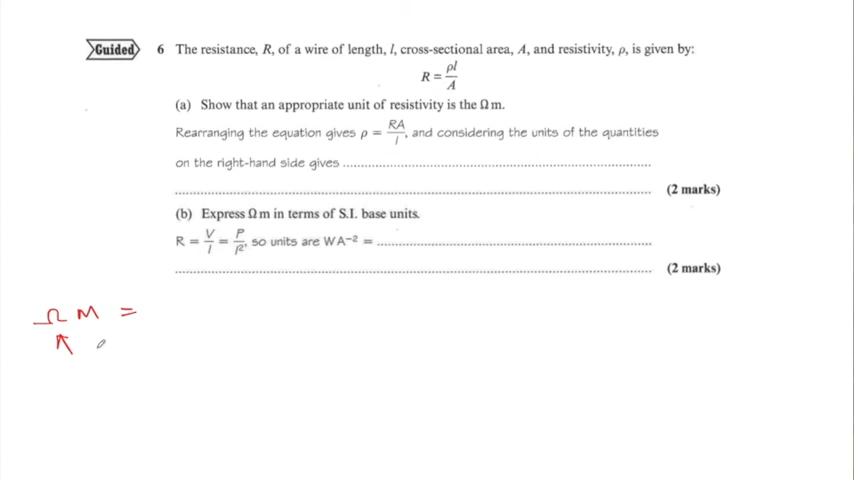 Guided 6 The resistance, R, of a wire of length, l, cross-sectional area, A, and resistivity, ρ, is given by:
R = ρl/A
(a) Show that an appropriate unit of resistivity is the Ω m.
Rearranging the equation gives ρ = RA/l, and considering the units of the quantities
on the right-hand side gives ..........................................................................................
.............................................................................................................................. (2 marks)
(b) Express Ω m in terms of S.I. base units.
R = V/I = P/I², so units are WA⁻² = ..........................................................................
.............................................................................................................................. (2 marks)
Ω M =